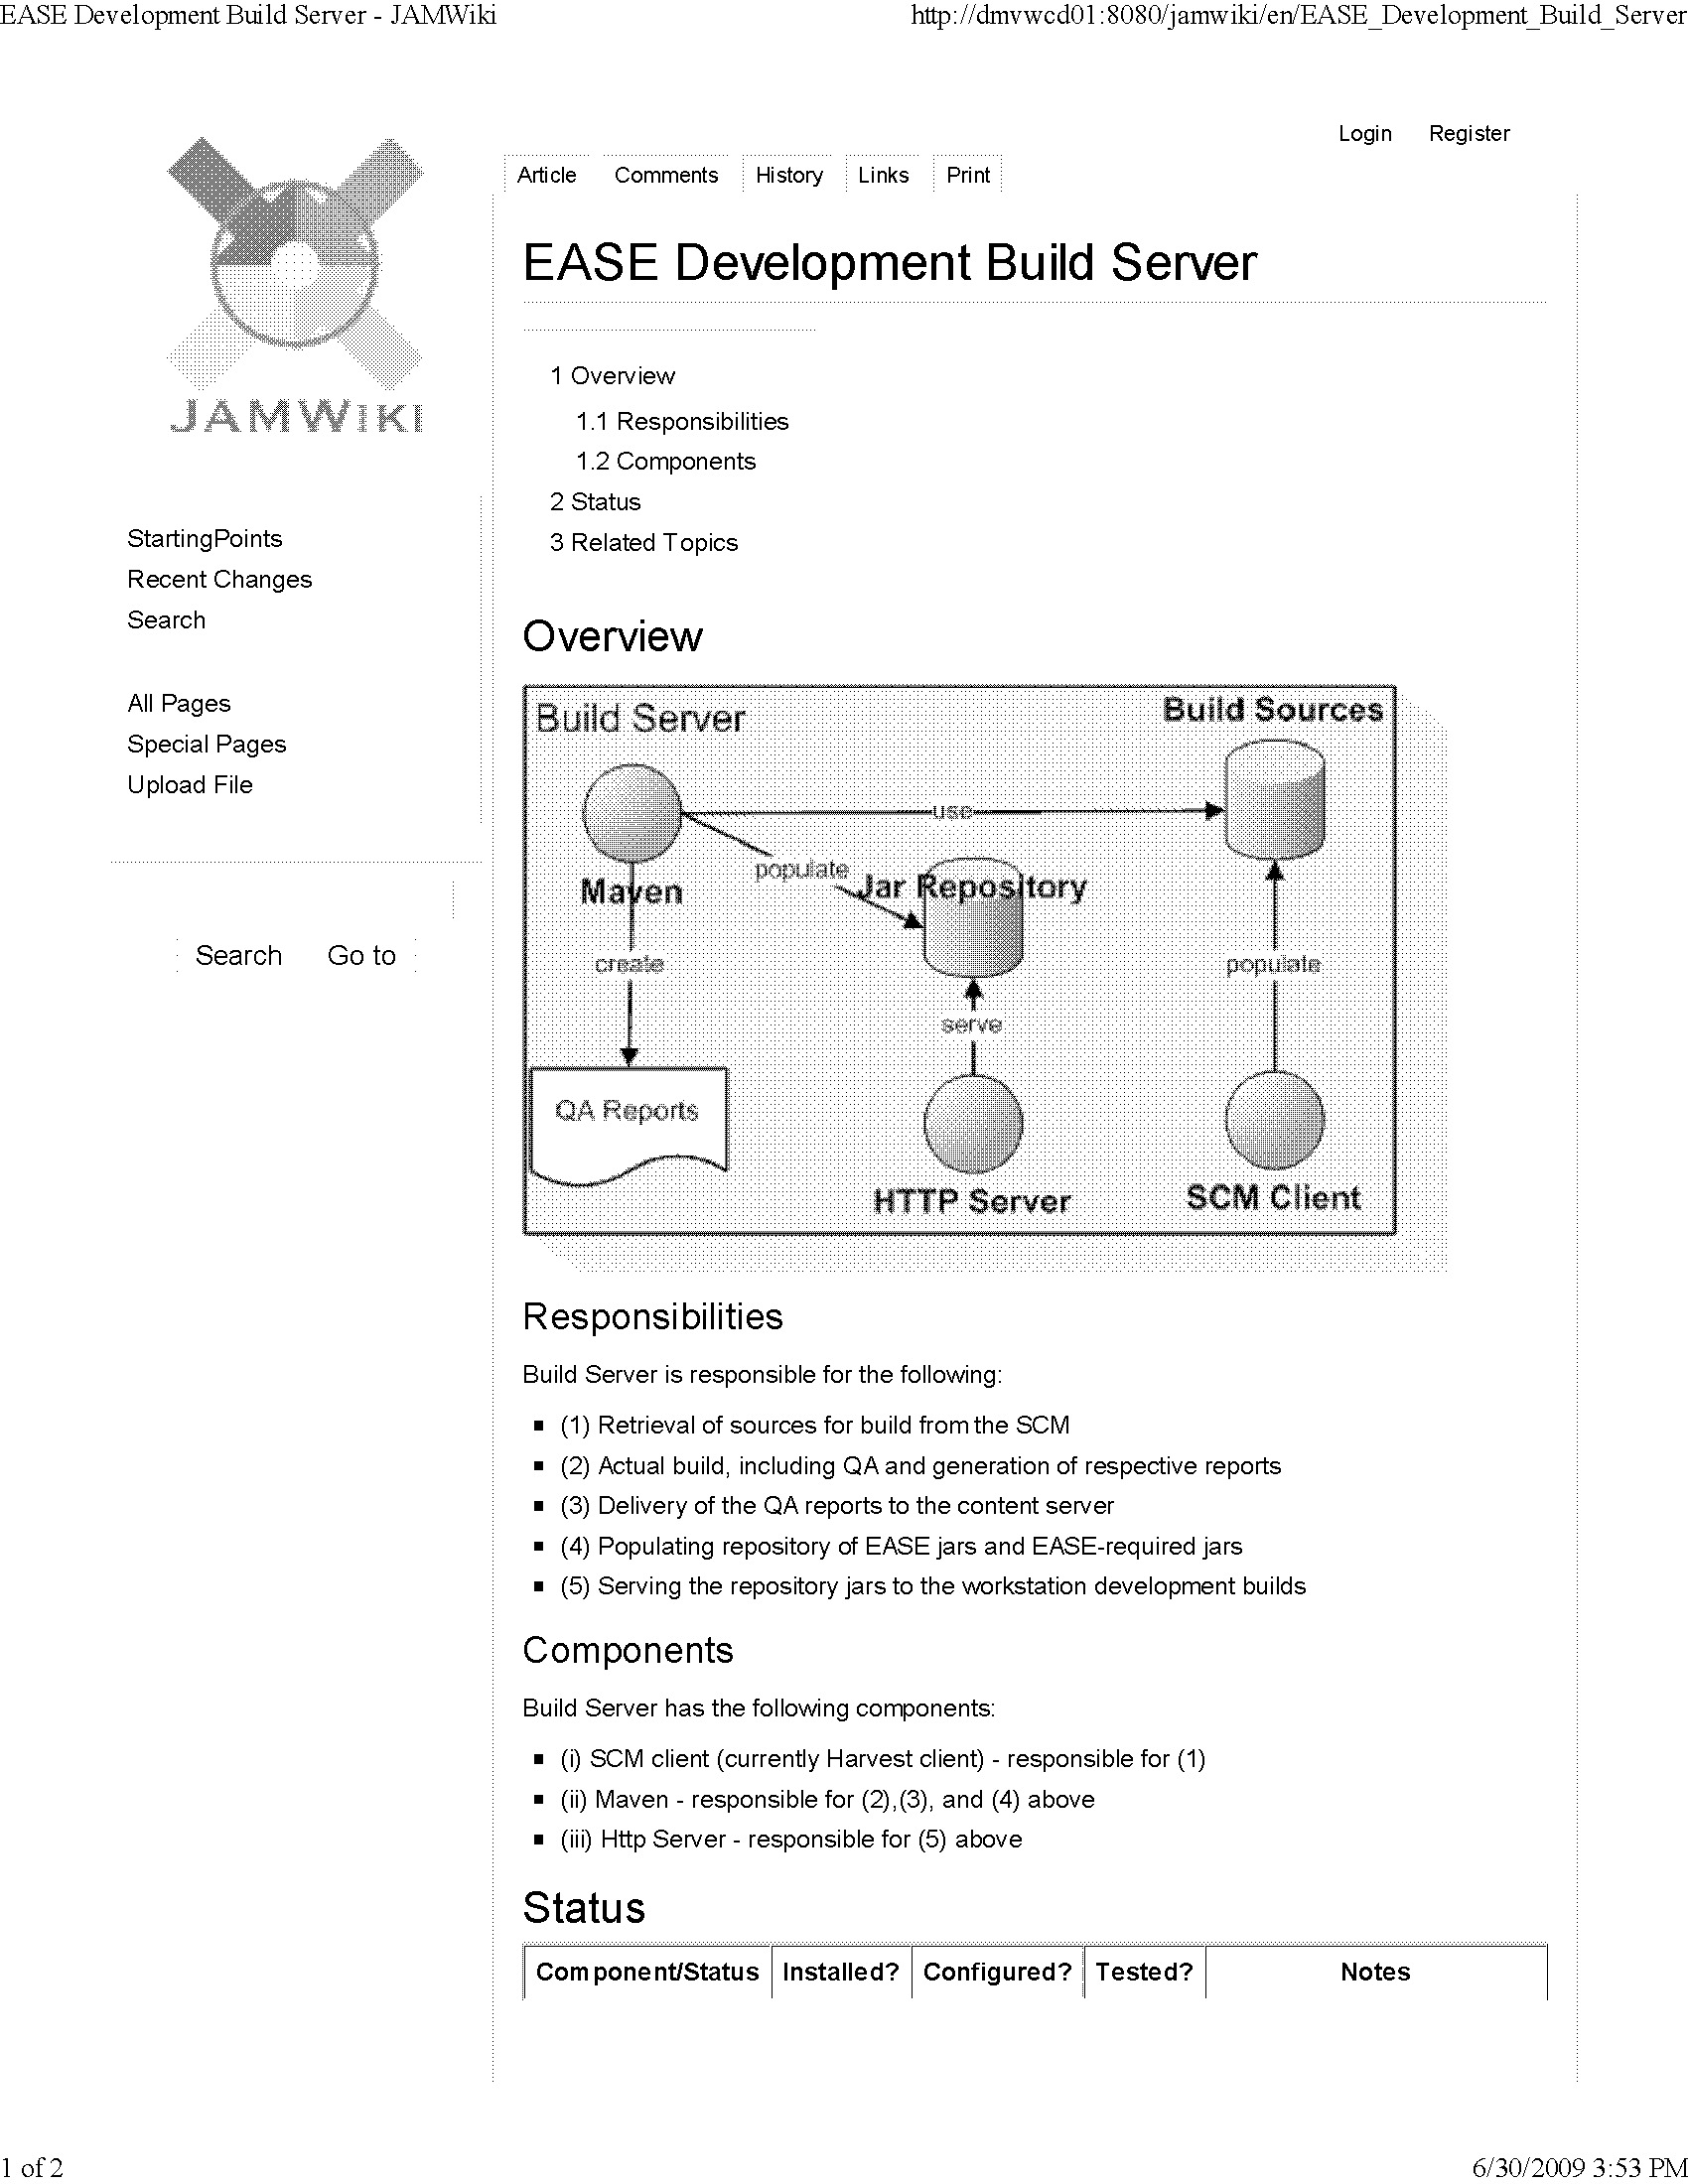 EASE Development Build Server - JAMWiki
http://dmvwcd01:8080/jamwiki/en/EASE_Development_Build_Server
Login Register
Article Comments History Links Print
JAMWIKI
StartingPoints
Recent Changes
Search
All Pages
Special Pages
Upload File
Search Go to
EASE Development Build Server
1 Overview
1.1 Responsibilities
1.2 Components
2 Status
3 Related Topics
Overview
Build Server
Build Sources
use
populate
Jar Repository
Maven
create
populate
serve
QA Reports
HTTP Server
SCM Client
Responsibilities
Build Server is responsible for the following:
(1) Retrieval of sources for build from the SCM
(2) Actual build, including QA and generation of respective reports
(3) Delivery of the QA reports to the content server
(4) Populating repository of EASE jars and EASE-required jars
(5) Serving the repository jars to the workstation development builds
Components
Build Server has the following components:
(i) SCM client (currently Harvest client) - responsible for (1)
(ii) Maven - responsible for (2),(3), and (4) above
(iii) Http Server - responsible for (5) above
Status
Component/Status Installed? Configured? Tested? Notes
1 of 2
6/30/2009 3:53 PM